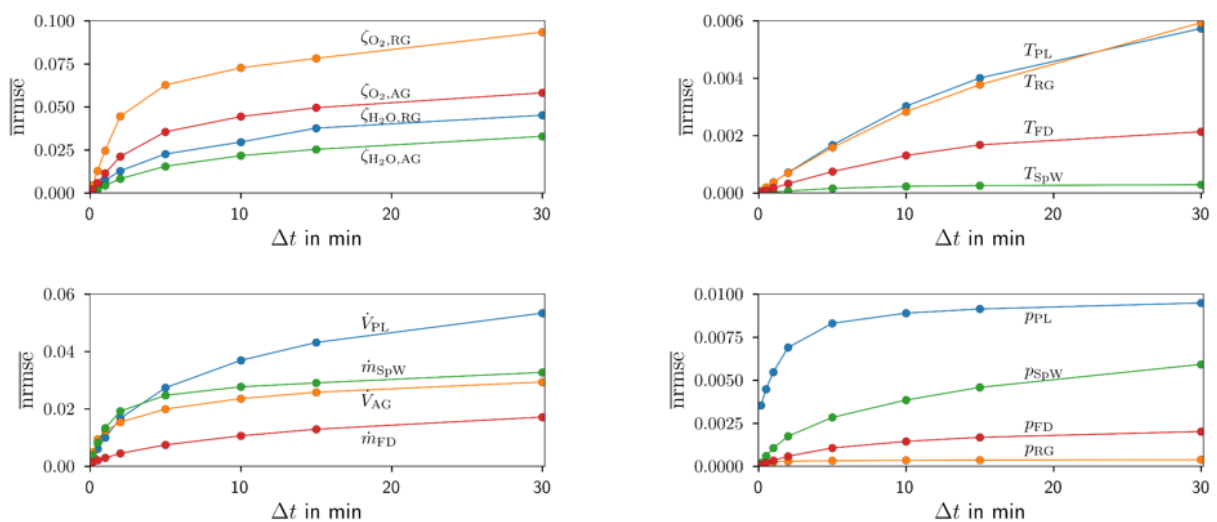 0.100
0.075
0.050
0.025
0.000
nrmse
ζO₂,RG
ζO₂,AG
ζH₂O,RG
ζH₂O,AG
0 10 20 30
Δt in min
0.006
0.004
0.002
0.000
nrmse
TPL
TRG
TFD
TSpW
0 10 20 30
Δt in min
0.06
0.04
0.02
0.00
nrmse
V̇PL
ṁSpW
V̇AG
ṁFD
0 10 20 30
Δt in min
0.0100
0.0075
0.0050
0.0025
0.0000
nrmse
pPL
pSpW
pFD
pRG
0 10 20 30
Δt in min